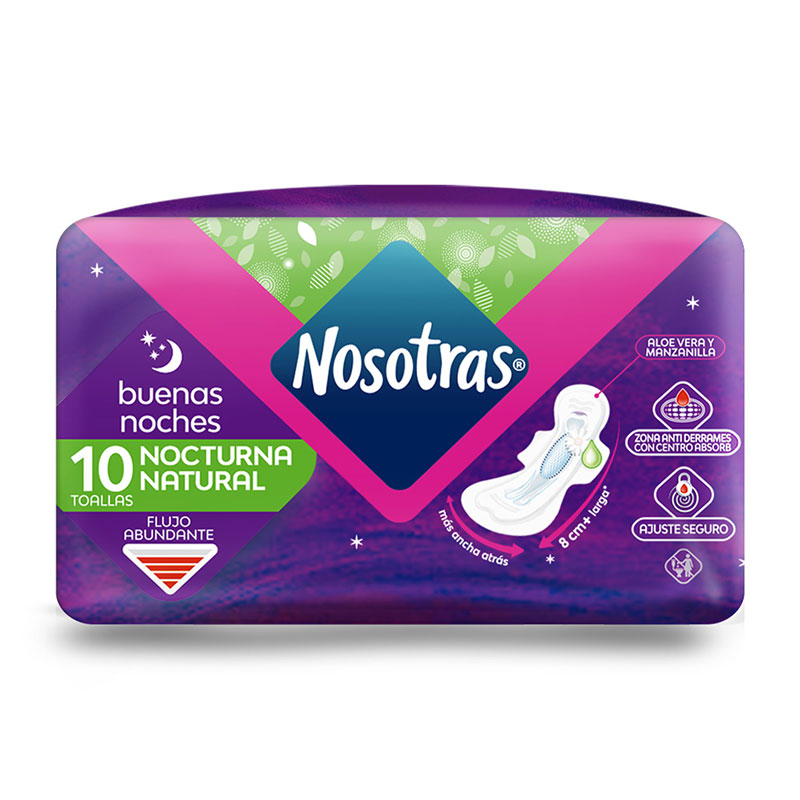 Nosotras®
buenas
noches
10 NOCTURNA
NATURAL
TOALLAS
FLUJO
ABUNDANTE
ALOE VERA Y
MANZANILLA
ZONA ANTI DERRAMES
CON CENTRO ABSORB
AJUSTE SEGURO
más ancha atrás
8 cm+ larga*